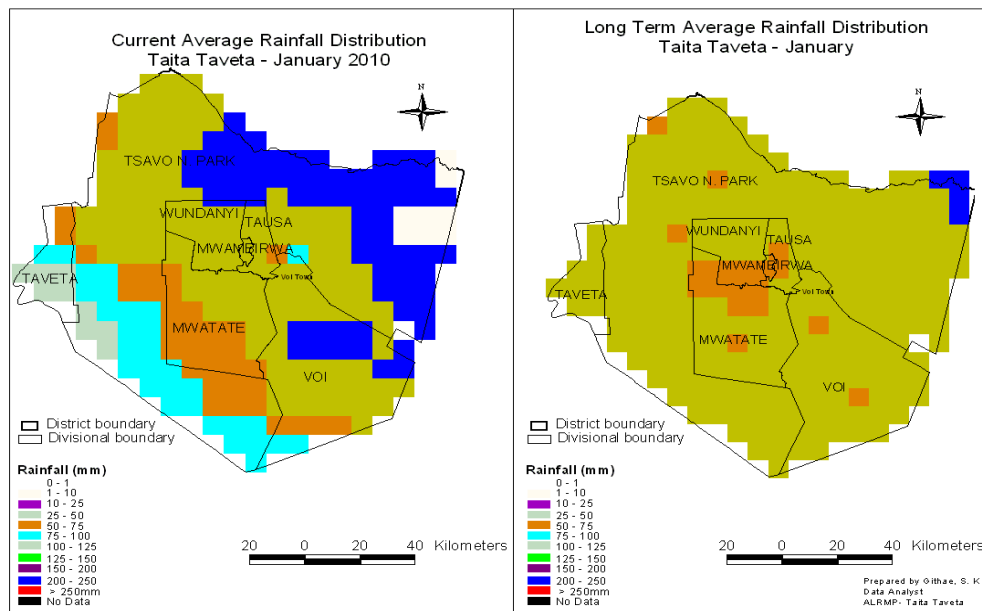 Current Average Rainfall Distribution
Taita Taveta - January 2010
N
TSAVO N. PARK
WUNDANYI
TAUSA
MWAMBIRWA
Voi Town
TAVETA
MWATATE
VOI
District boundary
Divisional boundary
Rainfall (mm)
0 - 1
1 - 10
10 - 25
25 - 50
50 - 75
75 - 100
100 - 125
125 - 150
150 - 200
200 - 250
> 250mm
No Data
20 0 20 40 Kilometers
Long Term Average Rainfall Distribution
Taita Taveta - January
N
TSAVO N. PARK
WUNDANYI
TAUSA
MWAMBIRWA
Voi Town
TAVETA
MWATATE
VOI
District boundary
Divisional boundary
Rainfall (mm)
0 - 1
1 - 10
10 - 25
25 - 50
50 - 75
75 - 100
100 - 125
125 - 150
150 - 200
200 - 250
> 250mm
No Data
20 0 20 40 Kilometers
Prepared by Githae, S. K
Data Analyst
ALRMP- Taita Taveta